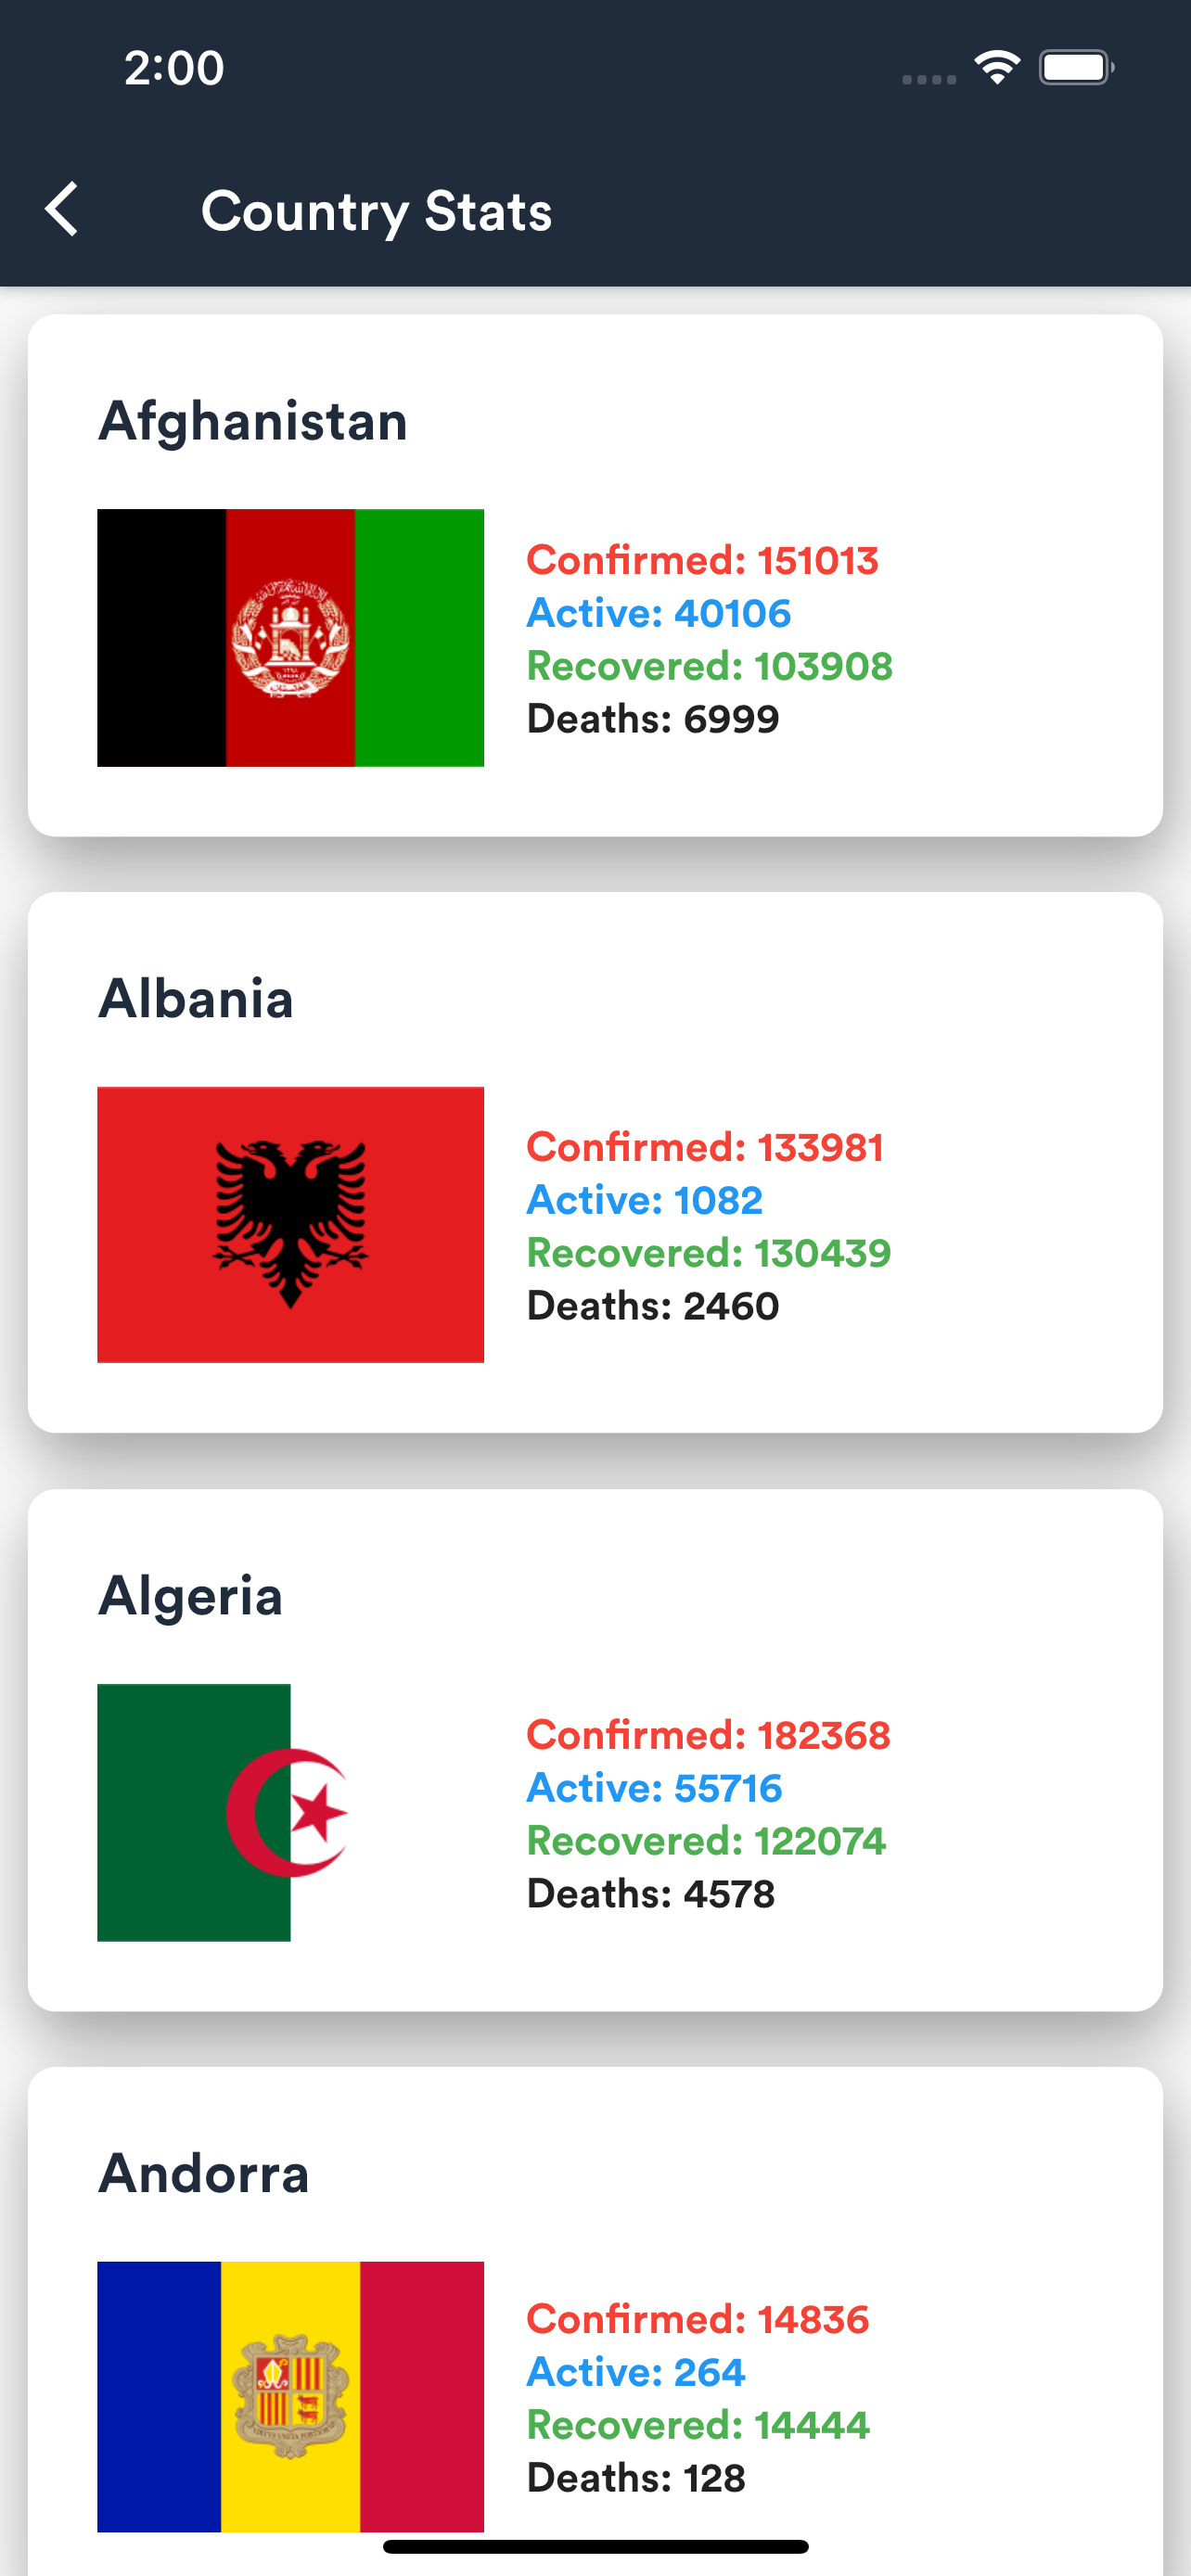 2:00
Country Stats
Afghanistan
Confirmed: 151013
Active: 40106
Recovered: 103908
Deaths: 6999
Albania
Confirmed: 133981
Active: 1082
Recovered: 130439
Deaths: 2460
Algeria
Confirmed: 182368
Active: 55716
Recovered: 122074
Deaths: 4578
Andorra
Confirmed: 14836
Active: 264
Recovered: 14444
Deaths: 128